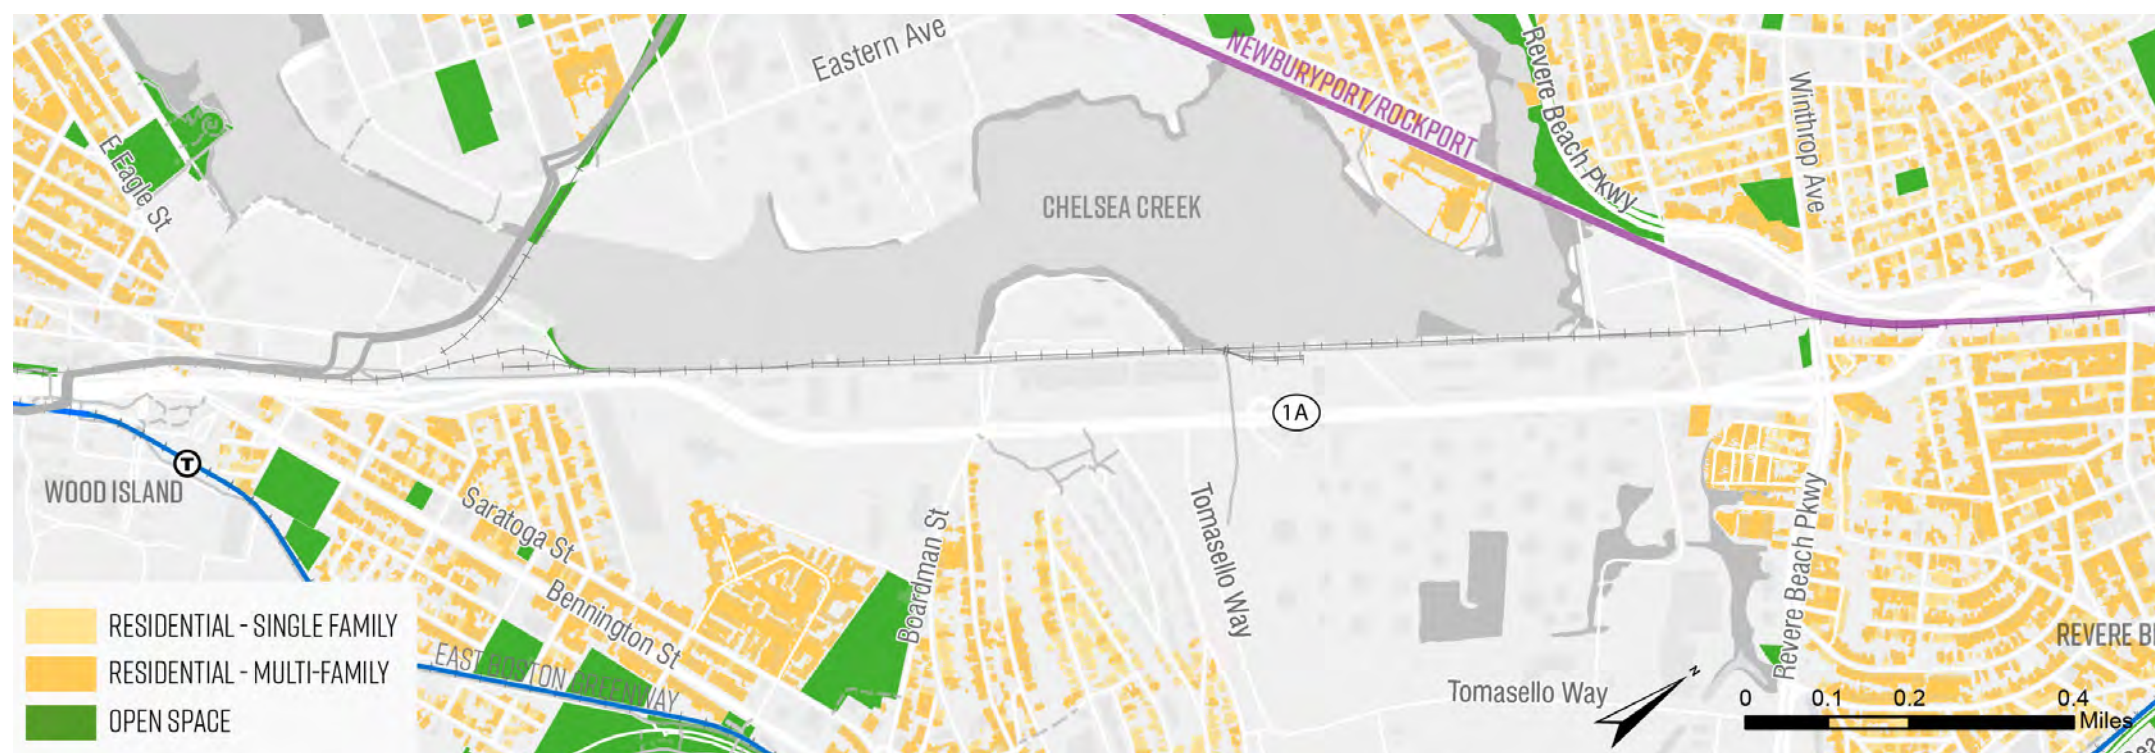 Eastern Ave
NEWBURYPORT/ROCKPORT
Revere Beach Pkwy
Winthrop Ave
E Eagle St
CHELSEA CREEK
1A
T
WOOD ISLAND
Saratoga St
Bennington St
Boardman St
Tomasello Way
Revere Beach Pkwy
EAST BOSTON GREENWAY
REVERE B
Tomasello Way
N
0 0.1 0.2 0.4
Miles
RESIDENTIAL - SINGLE FAMILY
RESIDENTIAL - MULTI-FAMILY
OPEN SPACE